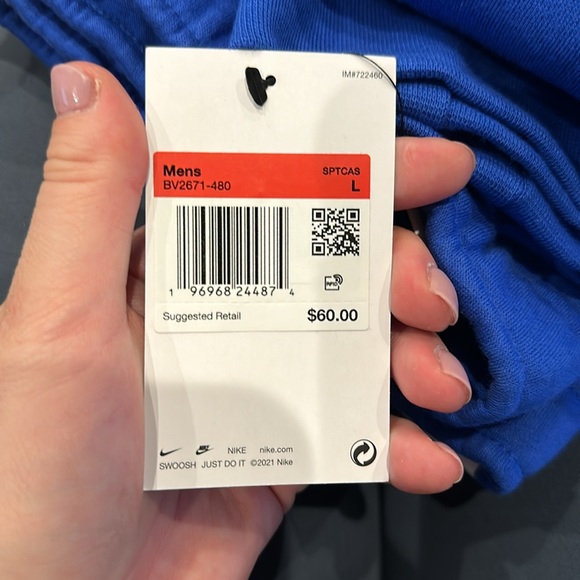 IM#722460
Mens SPTCAS
BV2671-480 L
RFID
1 96968 24487 4
Suggested Retail $60.00
NIKE nike.com
SWOOSH JUST DO IT ©2021 Nike